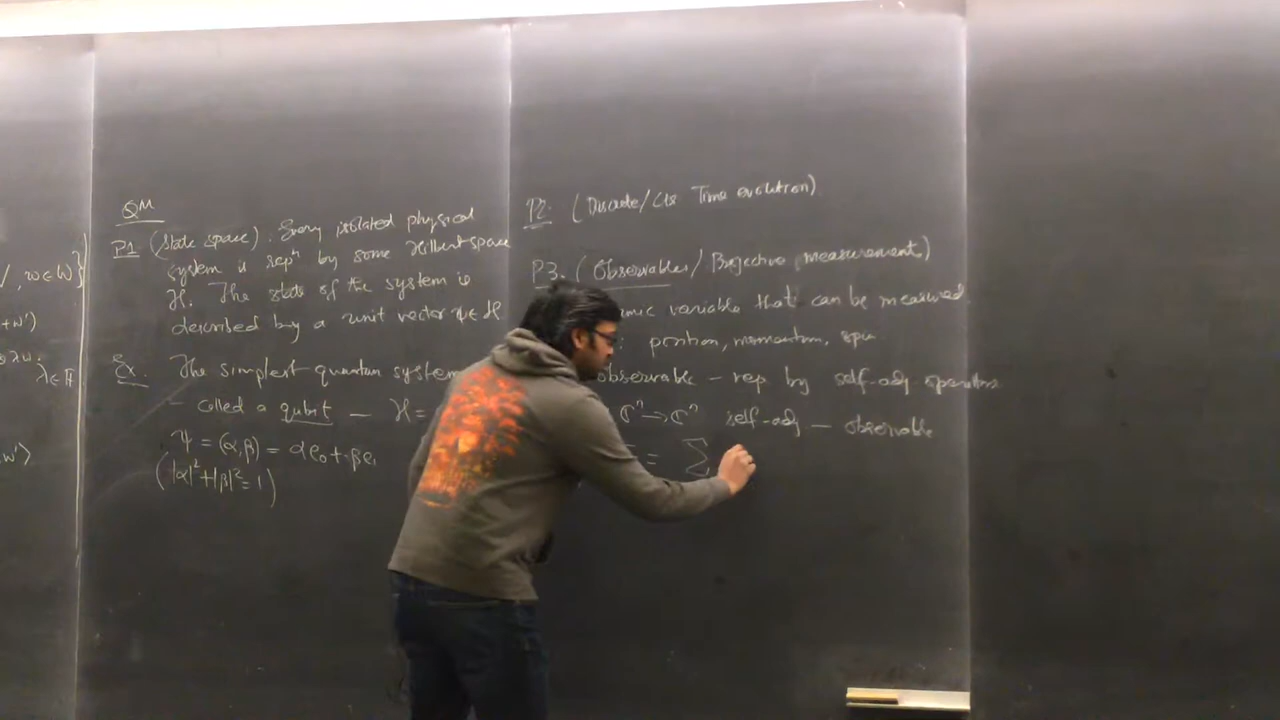 /, w∈W}
+w')
λw.
λ∈F
w')
QM
P1 (State space). Every isolated physical
system is repⁿ by some Hilbert space
H. The state of the system is
described by a unit vector ψ∈H
Ex. The simplest quantum system
- called a qubit - H=
ψ = (α,β) = αe₀+βe₁
(|α|²+|β|²=1)
P2: (Discrete/Cts Time evolution)
P3. (Observables/Projective measurement)
mic variable that can be measured.
position, momentum, spin
observable - rep by self-adj operators
ℂⁿ→ℂⁿ self-adj - observable
= Σ